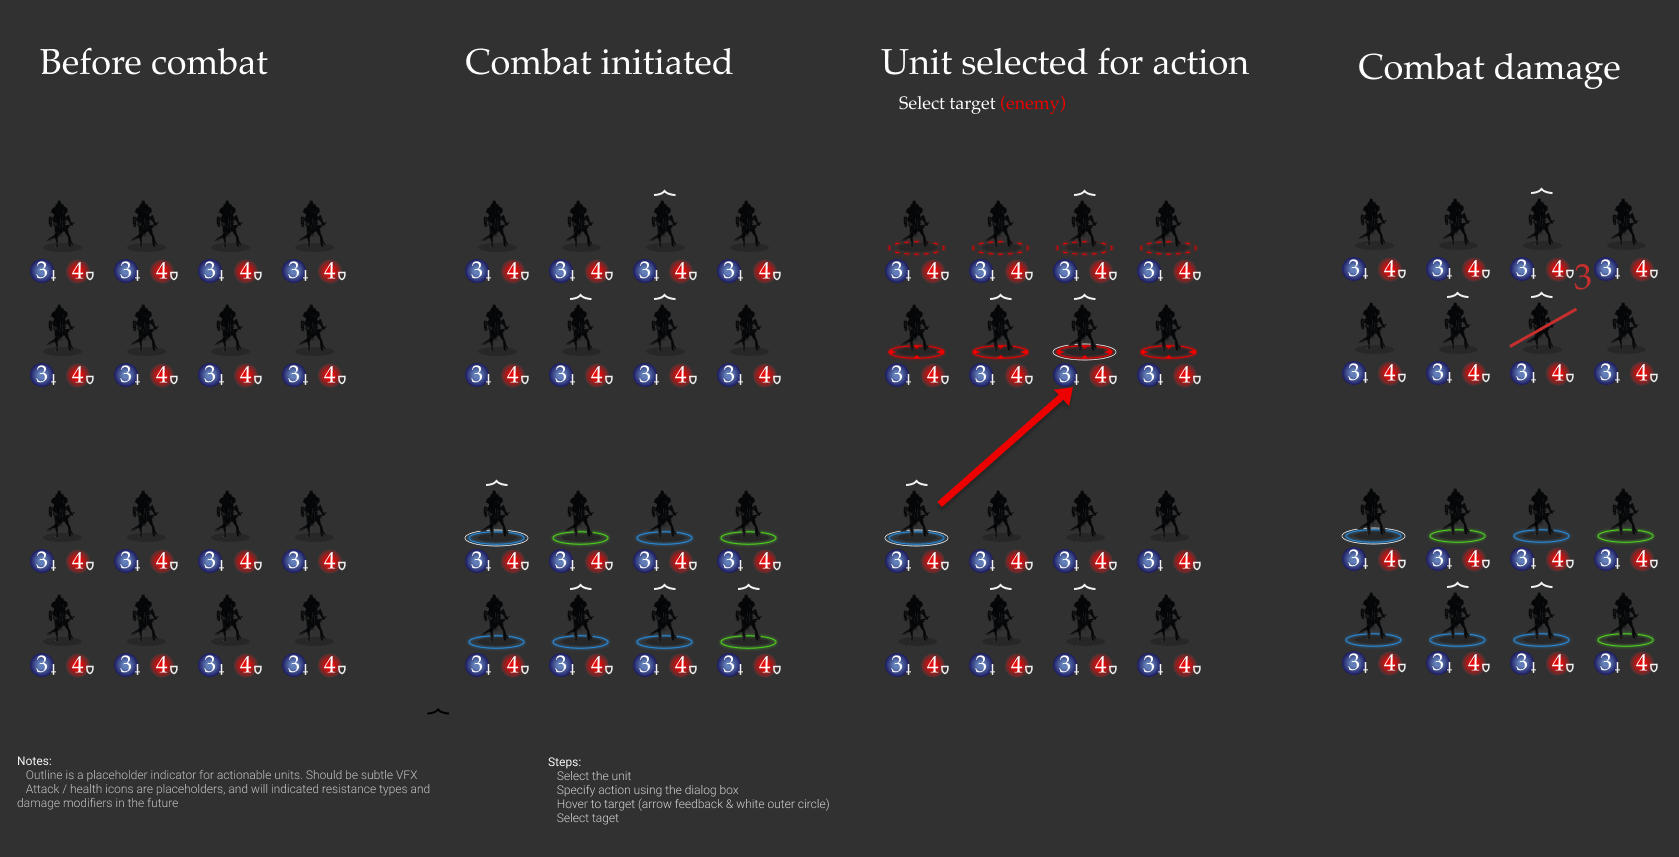 Before combat
Combat initiated
Unit selected for action
Combat damage
Select target (enemy)
3 4 3 4 3 4 3 4
3 4 3 4 3 4 3 4
3 4 3 4 3 4 3 4
3 4 3 4 3 4 3 4
3
3 4 3 4 3 4 3 4
3 4 3 4 3 4 3 4
3 4 3 4 3 4 3 4
3 4 3 4 3 4 3 4
3 4 3 4 3 4 3 4
3 4 3 4 3 4 3 4
3 4 3 4 3 4 3 4
3 4 3 4 3 4 3 4
3 4 3 4 3 4 3 4
3 4 3 4 3 4 3 4
3 4 3 4 3 4 3 4
3 4 3 4 3 4 3 4
Notes:
Outline is a placeholder indicator for actionable units. Should be subtle VFX
Attack / health icons are placeholders, and will indicated resistance types and
damage modifiers in the future
Steps:
Select the unit
Specify action using the dialog box
Hover to target (arrow feedback & white outer circle)
Select taget